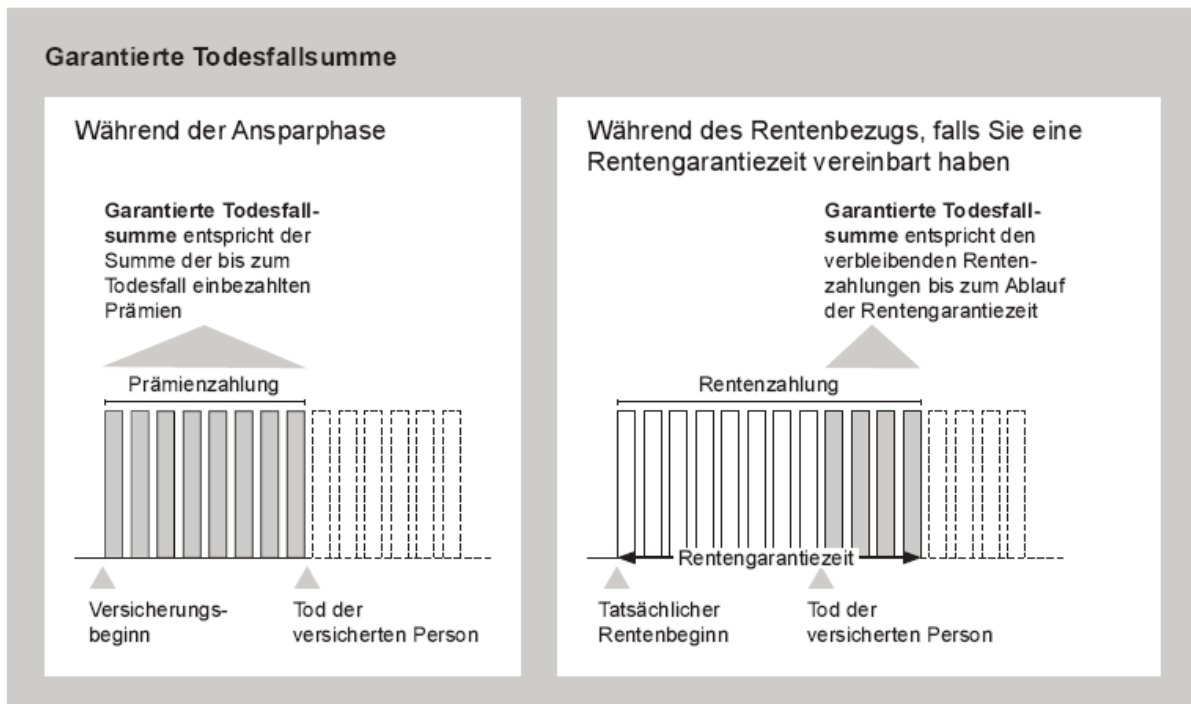 Garantierte Todesfallsumme
Während der Ansparphase
Garantierte Todesfall-
summe entspricht der
Summe der bis zum
Todesfall einbezahlten
Prämien
Prämienzahlung
Versicherungs-
beginn
Tod der
versicherten Person
Während des Rentenbezugs, falls Sie eine
Rentengarantiezeit vereinbart haben
Garantierte Todesfall-
summe entspricht den
verbleibenden Renten-
zahlungen bis zum Ablauf
der Rentengarantiezeit
Rentenzahlung
Rentengarantiezeit
Tatsächlicher
Rentenbeginn
Tod der
versicherten Person